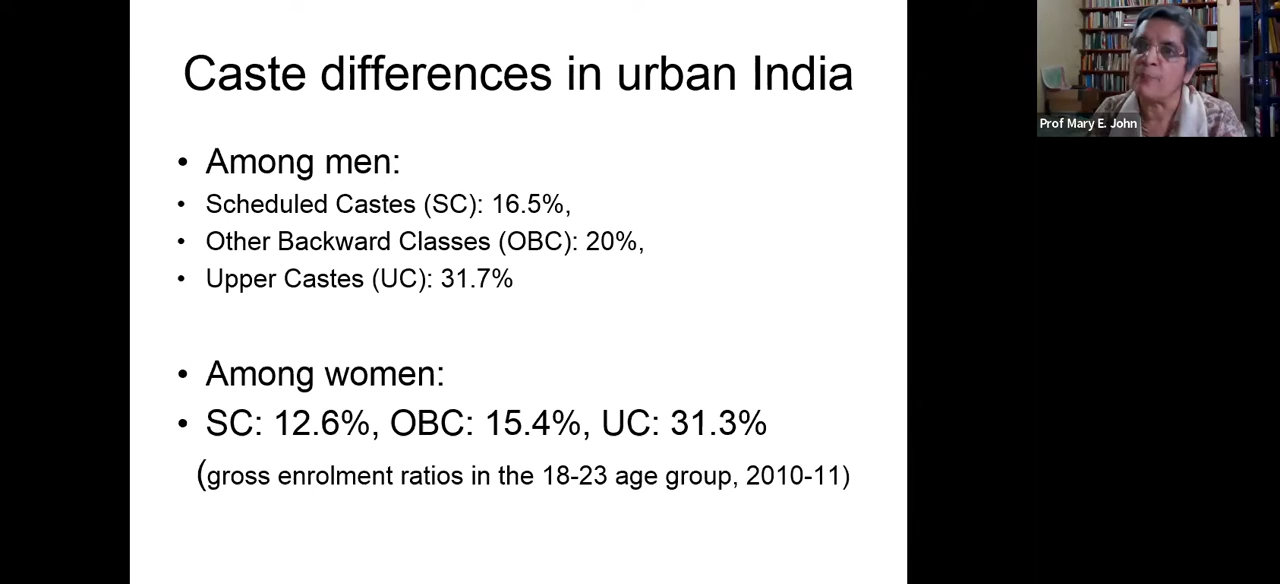 Caste differences in urban India
• Among men:
• Scheduled Castes (SC): 16.5%,
• Other Backward Classes (OBC): 20%,
• Upper Castes (UC): 31.7%
• Among women:
• SC: 12.6%, OBC: 15.4%, UC: 31.3%
(gross enrolment ratios in the 18-23 age group, 2010-11)
Prof Mary E. John